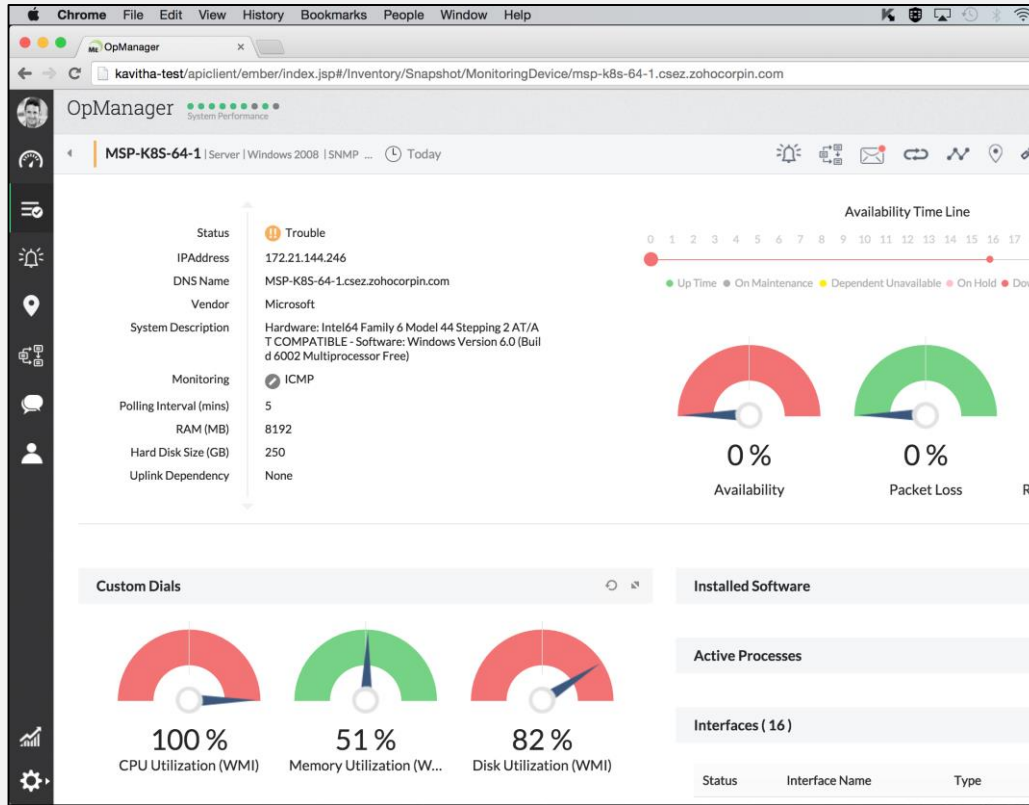 Chrome File Edit View History Bookmarks People Window Help
OpManager
kavitha-test/apiclient/ember/index.jsp#/Inventory/Snapshot/MonitoringDevice/msp-k8s-64-1.csez.zohocorpin.com
OpManager
System Performance
MSP-K8S-64-1 | Server | Windows 2008 | SNMP ... Today
Status Trouble
IPAddress 172.21.144.246
DNS Name MSP-K8S-64-1.csez.zohocorpin.com
Vendor Microsoft
System Description Hardware: Intel64 Family 6 Model 44 Stepping 2 AT/A
T COMPATIBLE - Software: Windows Version 6.0 (Buil
d 6002 Multiprocessor Free)
Monitoring ICMP
Polling Interval (mins) 5
RAM (MB) 8192
Hard Disk Size (GB) 250
Uplink Dependency None
Availability Time Line
0 1 2 3 4 5 6 7 8 9 10 11 12 13 14 15 16 17
Up Time On Maintenance Dependent Unavailable On Hold Dov
0 % 0 %
Availability Packet Loss R
Custom Dials
100 % 51 % 82 %
CPU Utilization (WMI) Memory Utilization (W... Disk Utilization (WMI)
Installed Software
Active Processes
Interfaces ( 16 )
Status Interface Name Type